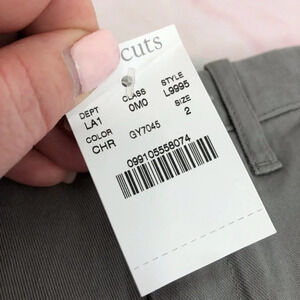 cuts
DEPT CLASS STYLE
LA1 0M0 L9995
COLOR SIZE
CHR GY7045 2
099105558074